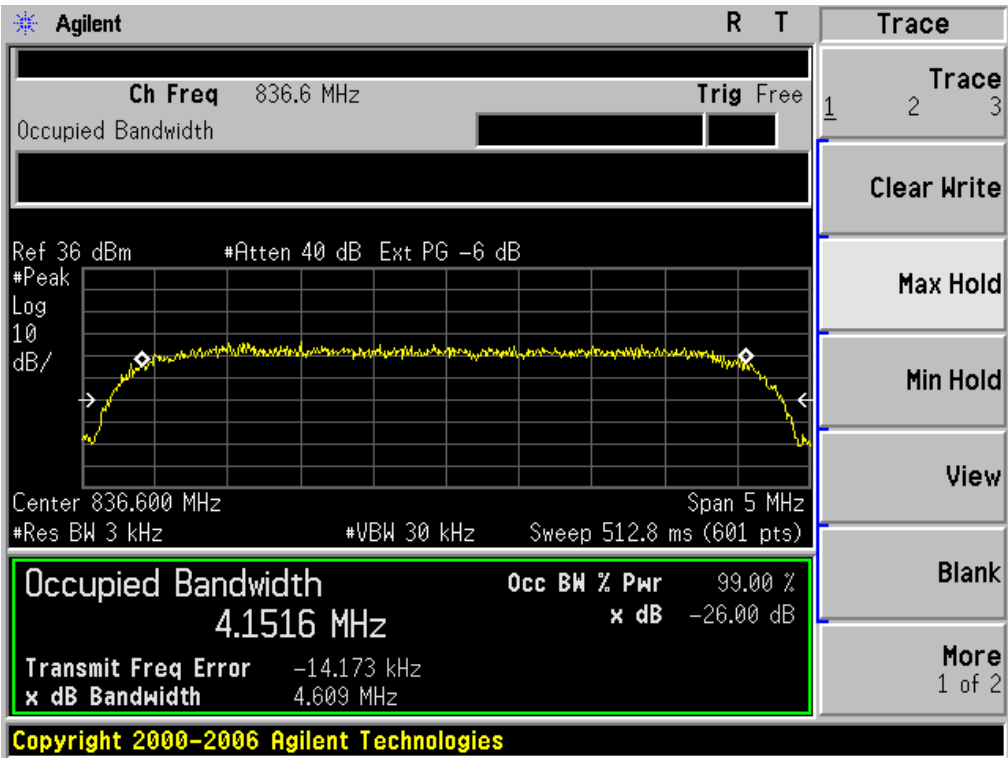 Agilent R T
Ch Freq 836.6 MHz Trig Free
Occupied Bandwidth
Ref 36 dBm #Atten 40 dB Ext PG -6 dB
#Peak
Log
10
dB/
Center 836.600 MHz Span 5 MHz
#Res BW 3 kHz #VBW 30 kHz Sweep 512.8 ms (601 pts)
Occupied Bandwidth Occ BW % Pwr 99.00 %
4.1516 MHz x dB -26.00 dB
Transmit Freq Error -14.173 kHz
x dB Bandwidth 4.609 MHz
Copyright 2000-2006 Agilent Technologies
Trace
Trace
1 2 3
Clear Write
Max Hold
Min Hold
View
Blank
More
1 of 2